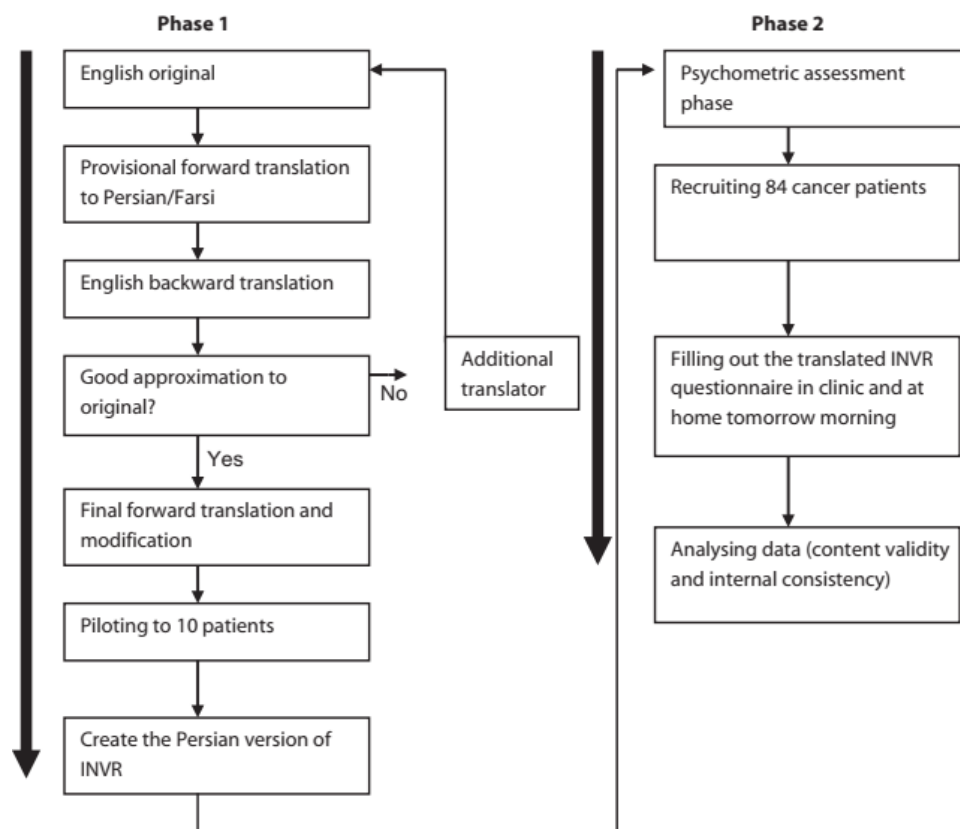 Phase 1
English original
Provisional forward translation
to Persian/Farsi
English backward translation
Good approximation to
original?
No
Yes
Additional
translator
Final forward translation and
modification
Piloting to 10 patients
Create the Persian version of
INVR
Phase 2
Psychometric assessment
phase
Recruiting 84 cancer patients
Filling out the translated INVR
questionnaire in clinic and at
home tomorrow morning
Analysing data (content validity
and internal consistency)